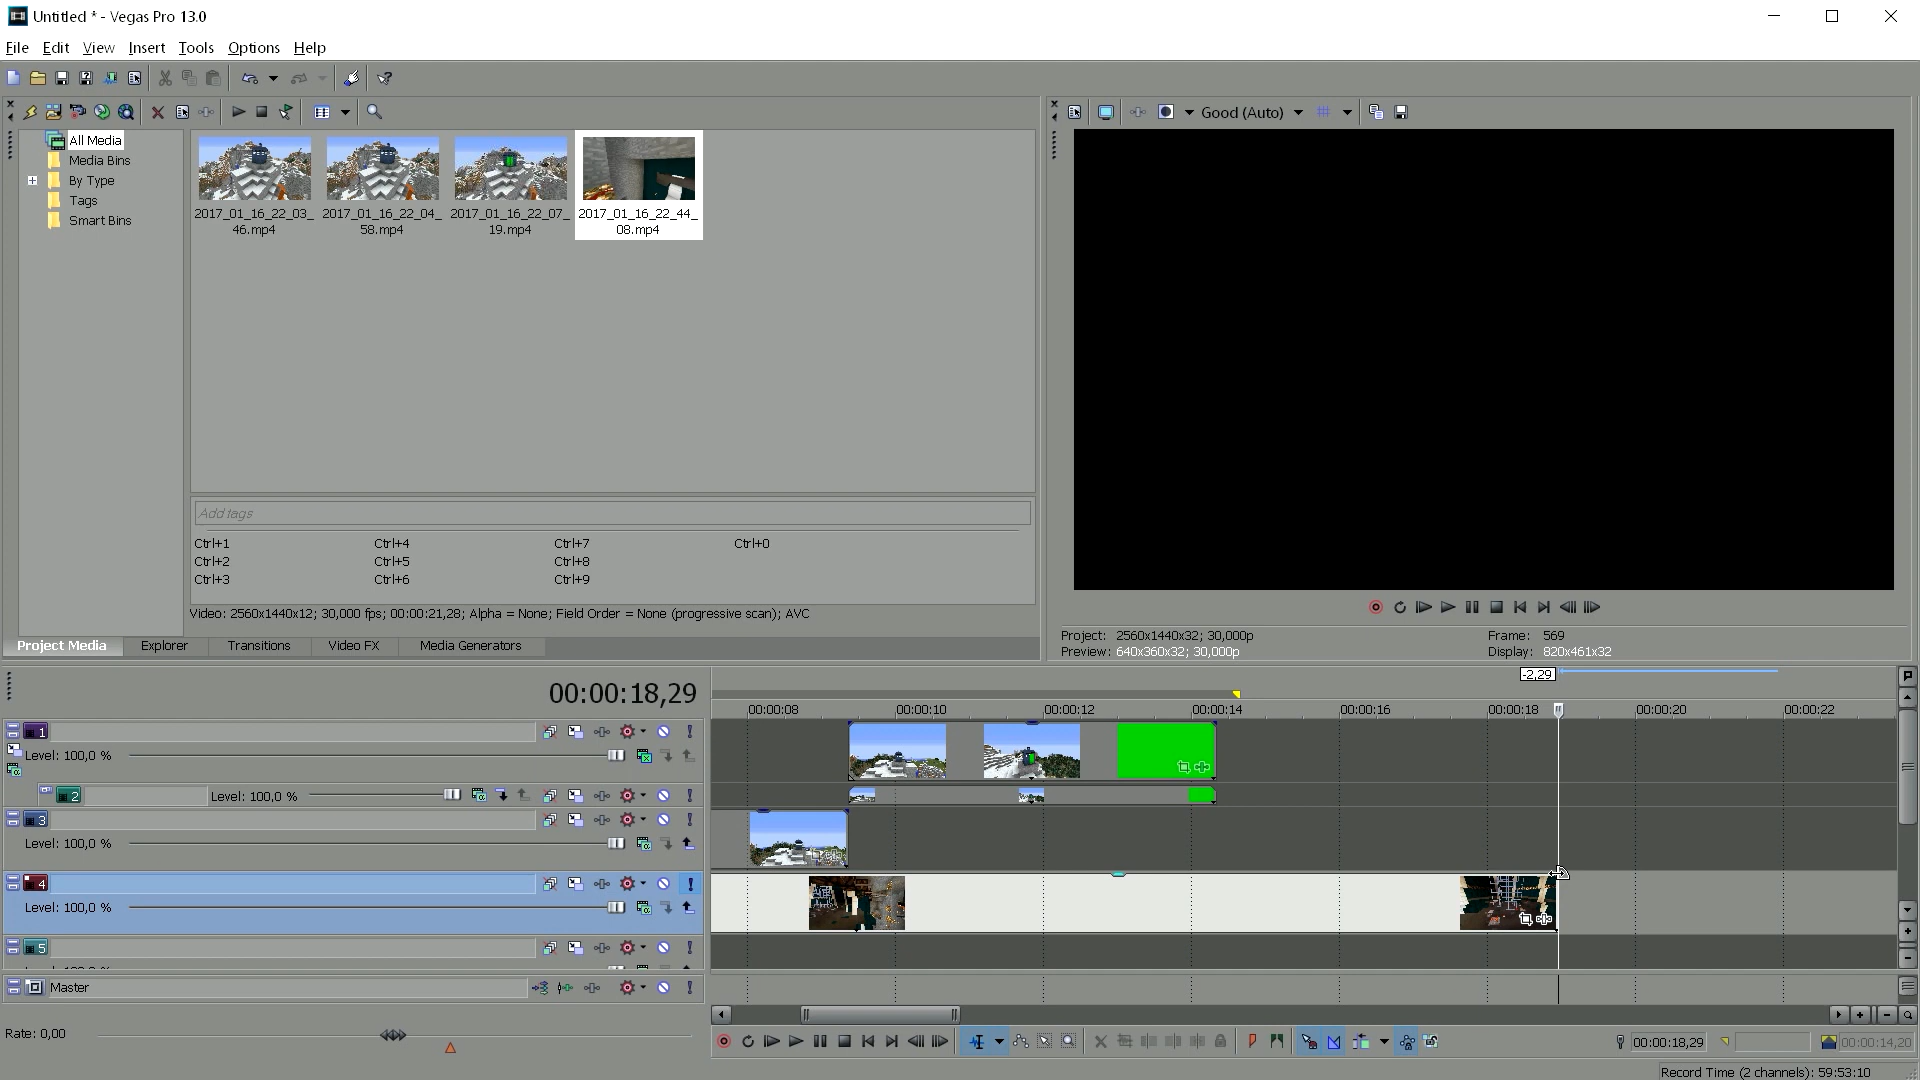 Untitled * - Vegas Pro 13.0
File Edit View Insert Tools Options Help
Good (Auto)
All Media
Media Bins
By Type
Tags
Smart Bins
2017_01_16_22_03_
46.mp4
2017_01_16_22_04_
58.mp4
2017_01_16_22_07_
19.mp4
2017_01_16_22_44_
08.mp4
Add tags
Ctrl+1 Ctrl+4 Ctrl+7 Ctrl+0
Ctrl+2 Ctrl+5 Ctrl+8
Ctrl+3 Ctrl+6 Ctrl+9
Video: 2560x1440x12; 30,000 fps; 00:00:21,28; Alpha = None; Field Order = None (progressive scan); AVC
Project Media Explorer Transitions Video FX Media Generators
Project: 2560x1440x32; 30,000p Frame: 569
Preview: 640x360x32; 30,000p Display: 820x461x32
-2,29
00:00:18,29
00:00:08 00:00:10 00:00:12 00:00:14 00:00:16 00:00:18 00:00:20 00:00:22
1
Level: 100,0 %
2 Level: 100,0 %
3
Level: 100,0 %
4
Level: 100,0 %
5
Master
Rate: 0,00
00:00:18,29 00:00:14,20
Record Time (2 channels): 59:53:10